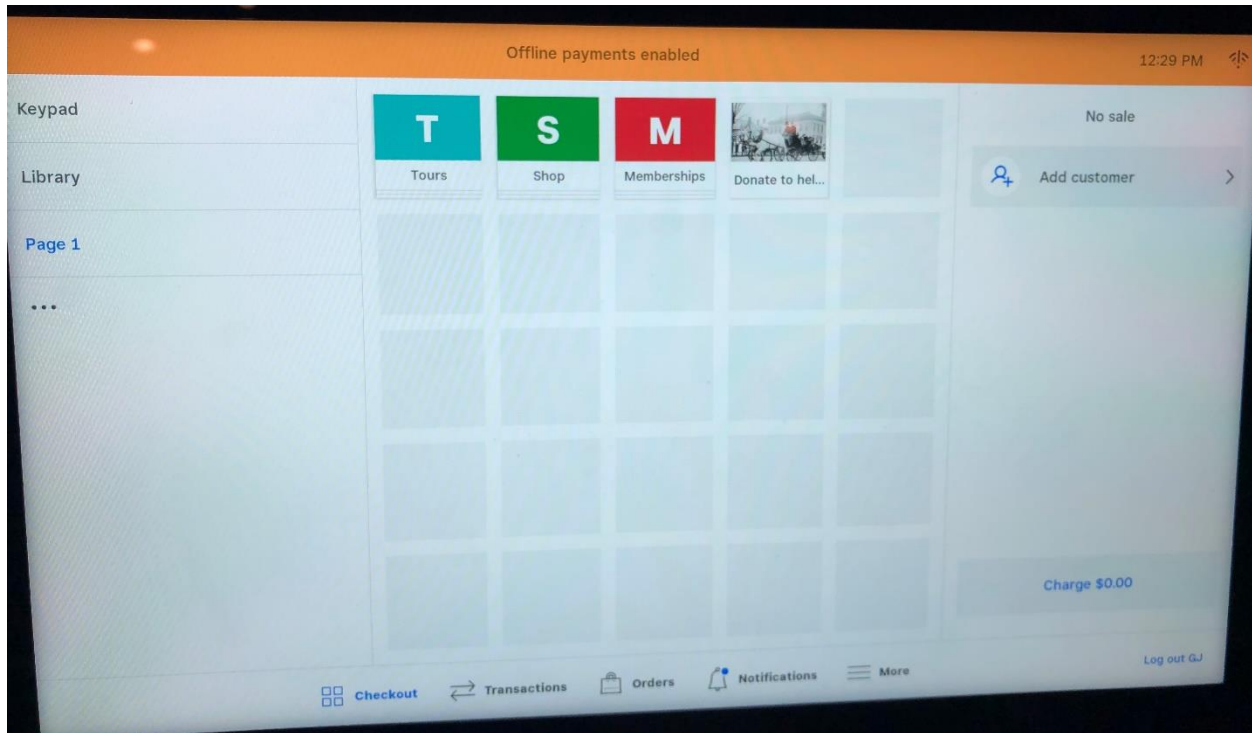 Offline payments enabled
12:29 PM
Keypad
Library
Page 1
...
T
Tours
S
Shop
M
Memberships
Donate to hel...
No sale
Add customer
Charge $0.00
Log out GJ
Checkout
Transactions
Orders
Notifications
More